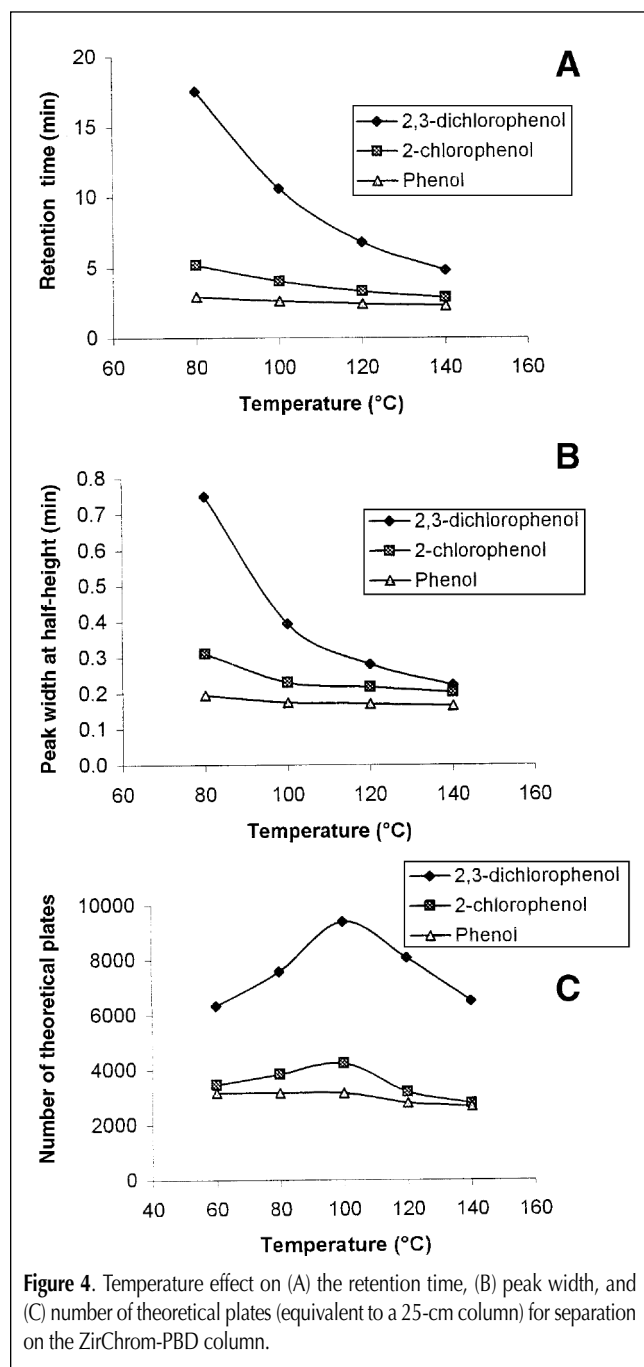 A
20
15
10
5
0
60 80 100 120 140 160
Retention time (min)
Temperature (°C)
2,3-dichlorophenol
2-chlorophenol
Phenol
B
0.8
0.7
0.6
0.5
0.4
0.3
0.2
0.1
0.0
60 80 100 120 140 160
Peak width at half-height (min)
Temperature (°C)
2,3-dichlorophenol
2-chlorophenol
Phenol
2,3-dichlorophenol
2-chlorophenol
Phenol
C
10000
8000
6000
4000
2000
0
40 60 80 100 120 140 160
Number of theoretical plates
Temperature (°C)
Figure 4. Temperature effect on (A) the retention time, (B) peak width, and
(C) number of theoretical plates (equivalent to a 25-cm column) for separation
on the ZirChrom-PBD column.